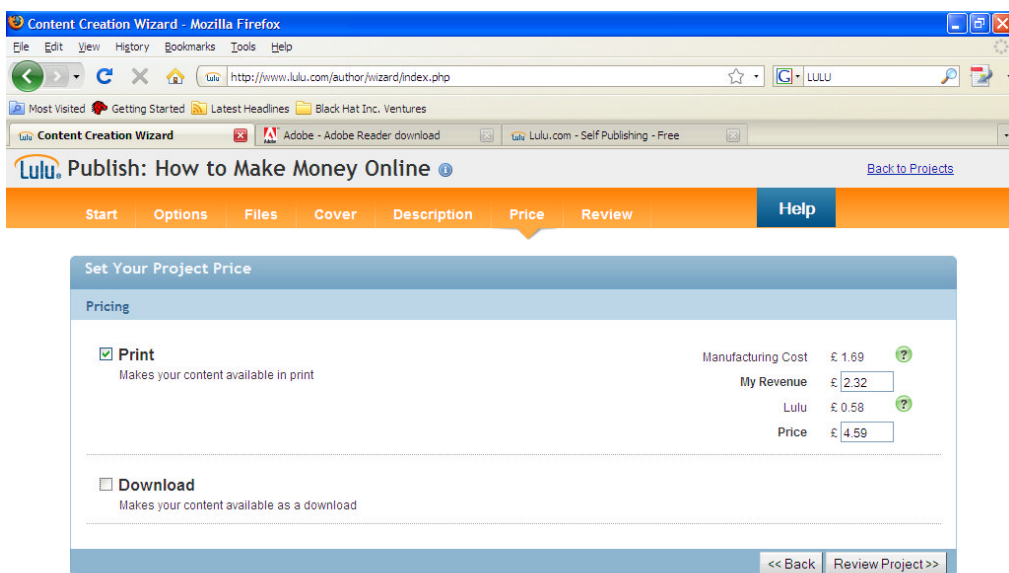 Content Creation Wizard - Mozilla Firefox
File Edit View History Bookmarks Tools Help
Lulu http://www.lulu.com/author/wizard/index.php G LULU
Most Visited Getting Started Latest Headlines Black Hat Inc. Ventures
Lulu Content Creation Wizard Adobe Adobe - Adobe Reader download Lulu Lulu.com - Self Publishing - Free
Lulu. Publish: How to Make Money Online Back to Projects
Start Options Files Cover Description Price Review Help
Set Your Project Price
Pricing
Print Manufacturing Cost £ 1.69 ?
Makes your content available in print
My Revenue £ 2.32
Lulu £ 0.58 ?
Price £ 4.59
Download
Makes your content available as a download
<< Back Review Project >>